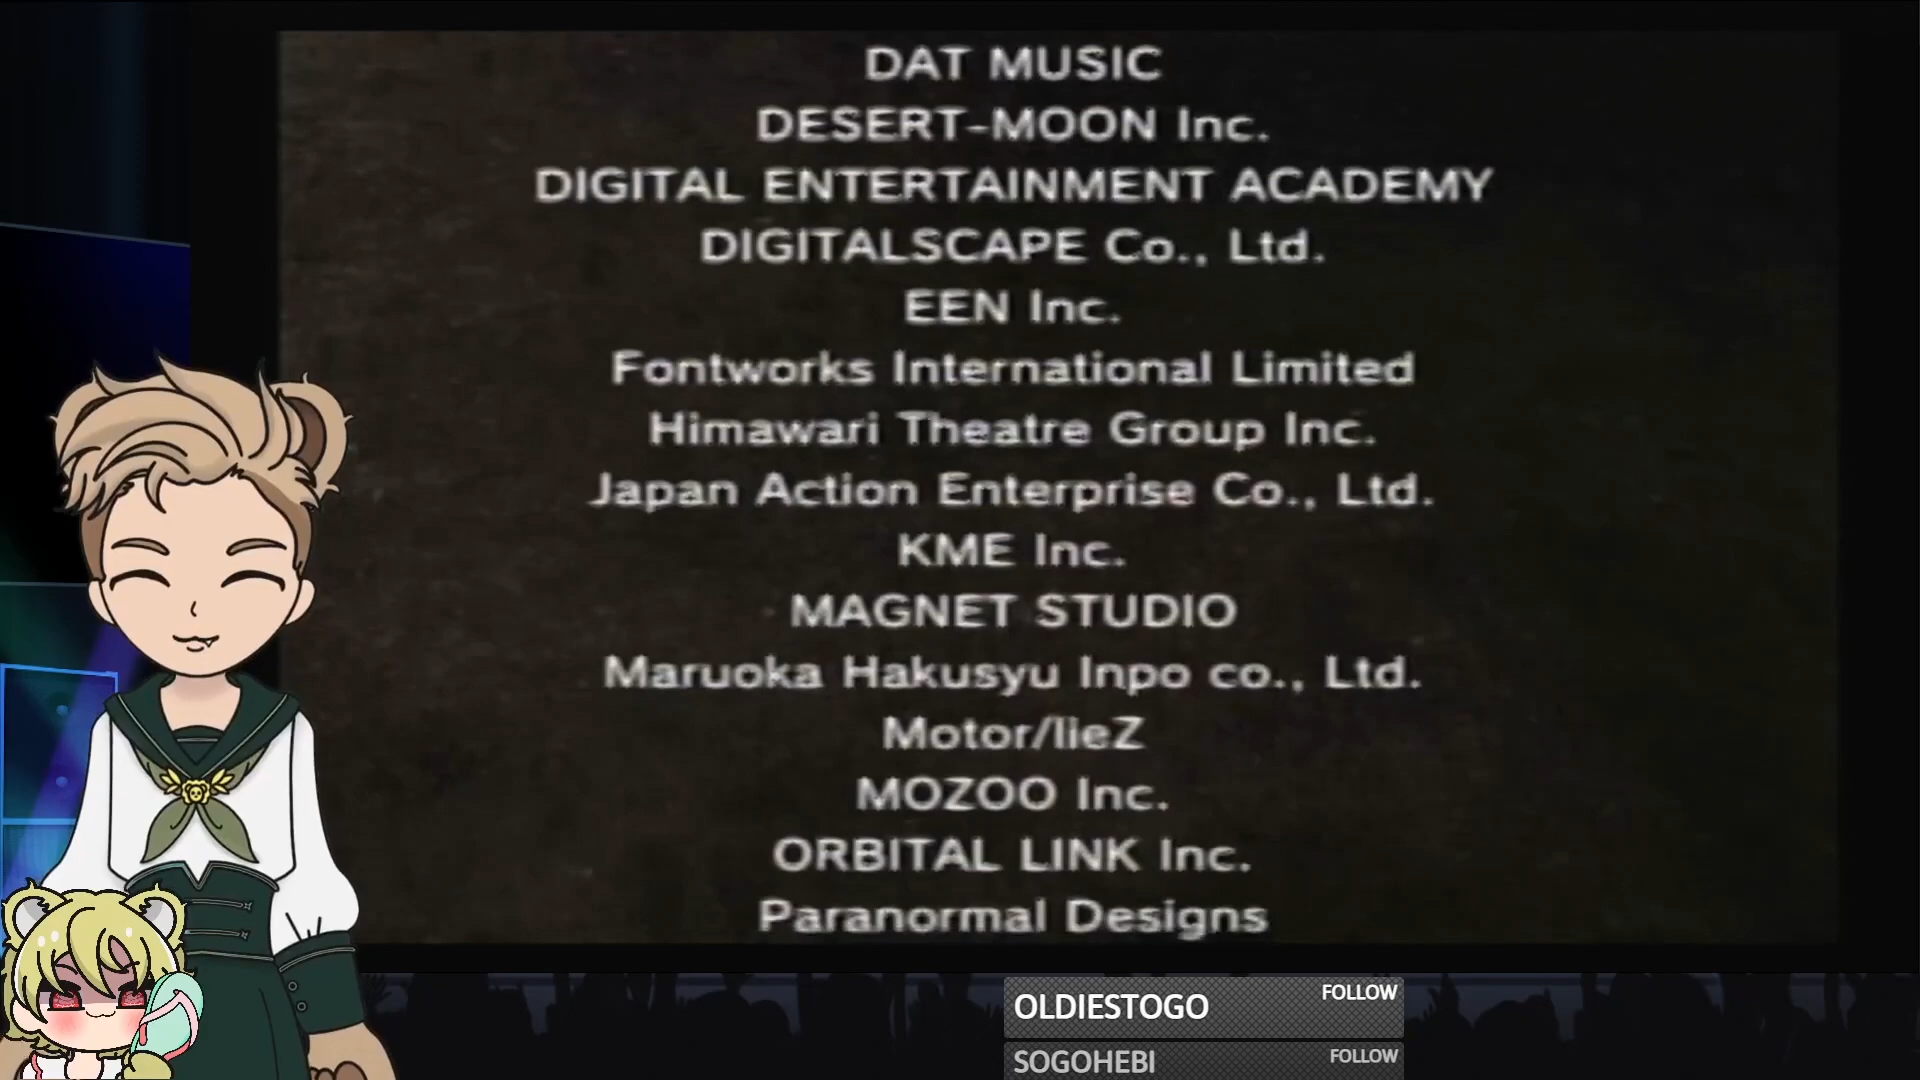 DAT MUSIC
DESERT-MOON Inc.
DIGITAL ENTERTAINMENT ACADEMY
DIGITALSCAPE Co., Ltd.
EEN Inc.
Fontworks International Limited
Himawari Theatre Group Inc.
Japan Action Enterprise Co., Ltd.
KME Inc.
MAGNET STUDIO
Maruoka Hakusyu Inpo co., Ltd.
Motor/lieZ
MOZOO Inc.
ORBITAL LINK Inc.
Paranormal Designs
OLDIESTOGO FOLLOW
SOGOHEBI FOLLOW